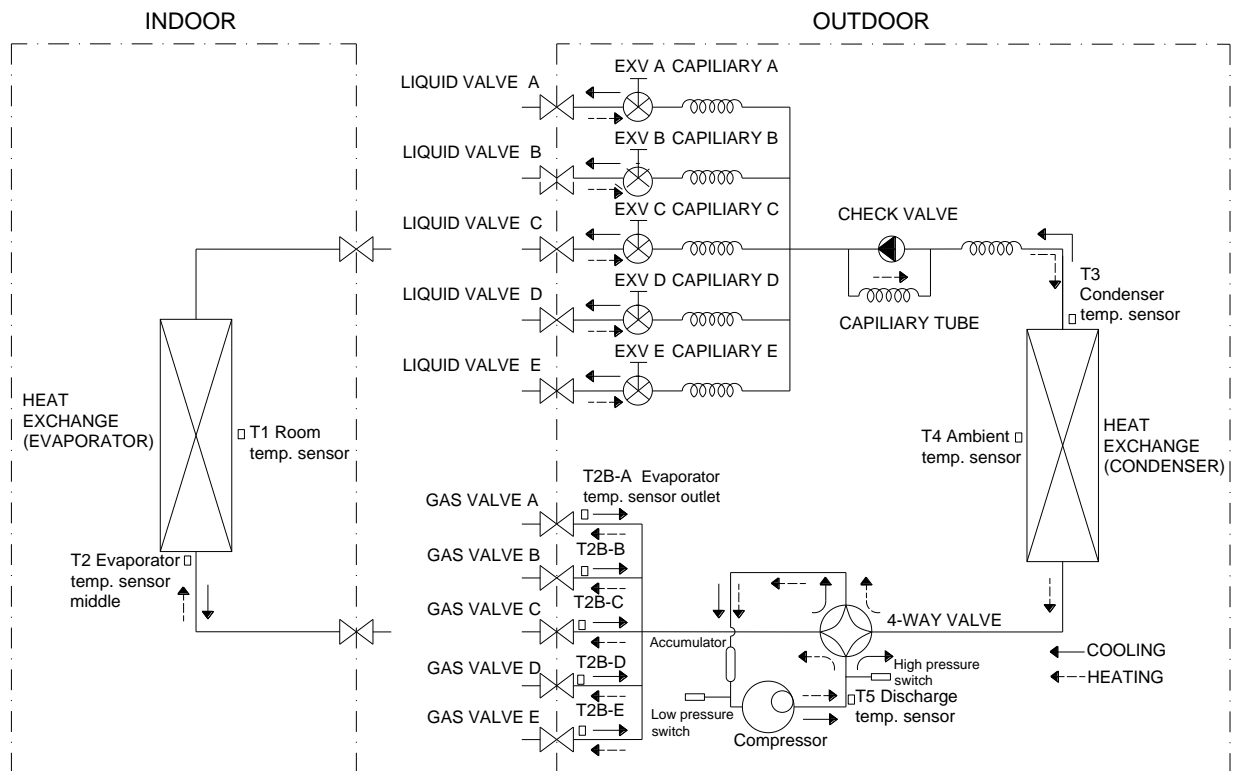 INDOOR
OUTDOOR
LIQUID VALVE A
EXV A CAPILIARY A
LIQUID VALVE B
EXV B CAPILIARY B
LIQUID VALVE C
EXV C CAPILIARY C
LIQUID VALVE D
EXV D CAPILIARY D
LIQUID VALVE E
EXV E CAPILIARY E
CHECK VALVE
CAPILIARY TUBE
T3
Condenser
temp. sensor
HEAT
EXCHANGE
(EVAPORATOR)
T1 Room
temp. sensor
T2 Evaporator
temp. sensor
middle
T4 Ambient
temp. sensor
HEAT
EXCHANGE
(CONDENSER)
T2B-A Evaporator
temp. sensor outlet
GAS VALVE A
GAS VALVE B
T2B-B
GAS VALVE C
T2B-C
GAS VALVE D
T2B-D
GAS VALVE E
T2B-E
Accumulator
4-WAY VALVE
High pressure
switch
Low pressure
switch
T5 Discharge
temp. sensor
Compressor
COOLING
HEATING